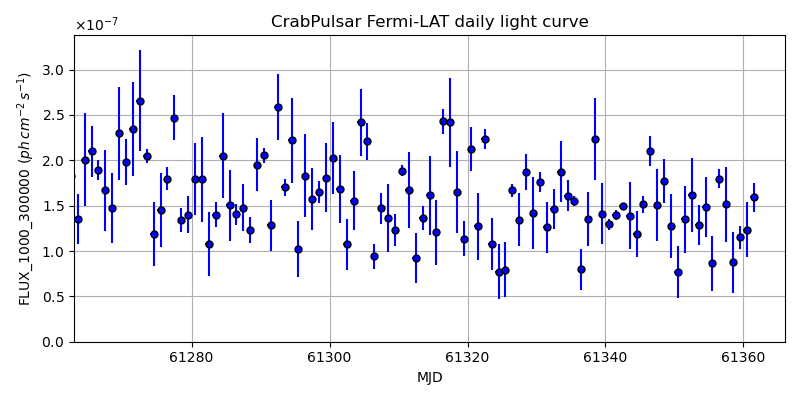 CrabPulsar Fermi-LAT daily light curve
×10⁻⁷
FLUX_1000_300000 (ph cm⁻² s⁻¹)
3.0
2.5
2.0
1.5
1.0
0.5
0.0
61280 61300 61320 61340 61360
MJD